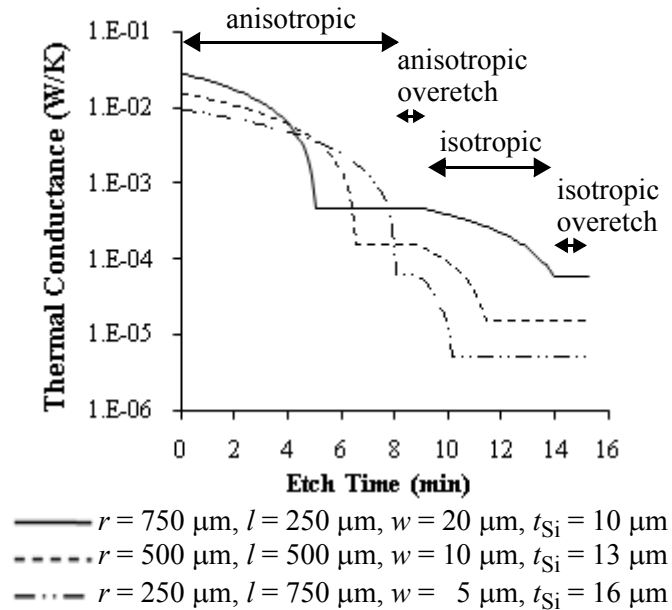 anisotropic
anisotropic
overetch
isotropic
isotropic
overetch
Thermal Conductance (W/K)
1.E-01
1.E-02
1.E-03
1.E-04
1.E-05
1.E-06
0 2 4 6 8 10 12 14 16
Etch Time (min)
r = 750 μm, l = 250 μm, w = 20 μm, tSi = 10 μm
r = 500 μm, l = 500 μm, w = 10 μm, tSi = 13 μm
r = 250 μm, l = 750 μm, w = 5 μm, tSi = 16 μm